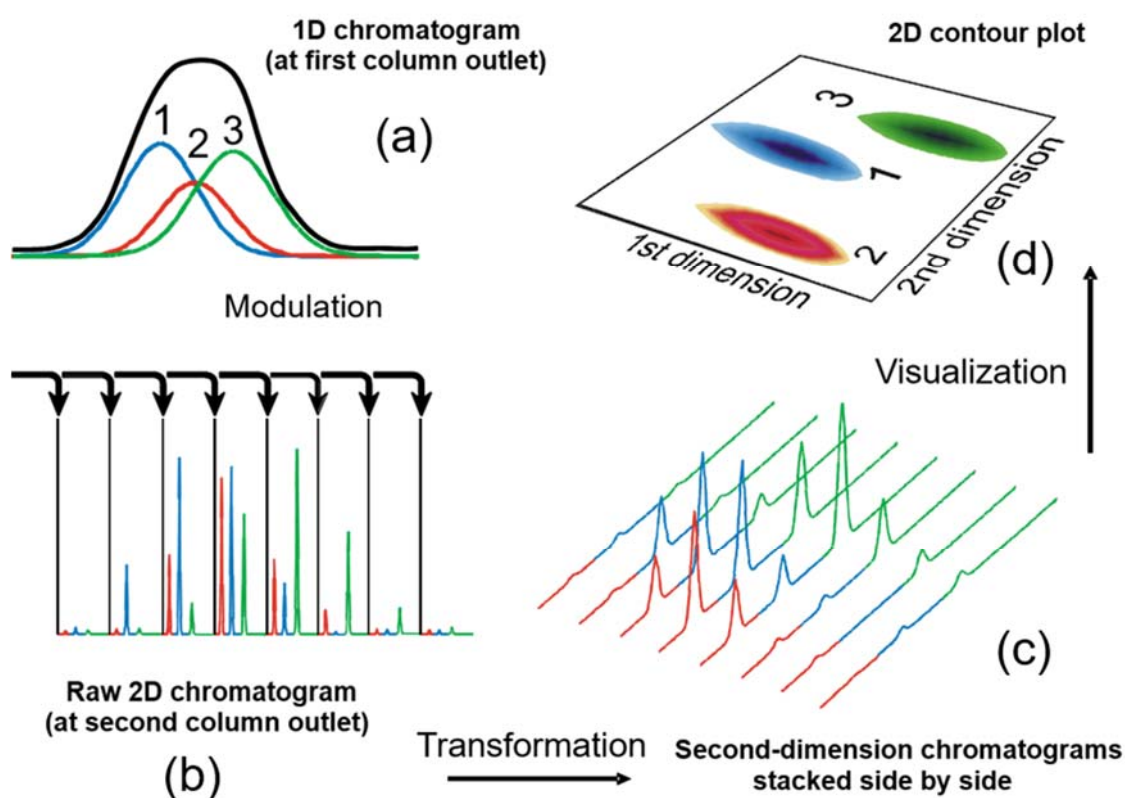 1D chromatogram
(at first column outlet)
1
2
3
(a)
Modulation
Raw 2D chromatogram
(at second column outlet)
(b)
Transformation
Second-dimension chromatograms
stacked side by side
(c)
Visualization
2D contour plot
3
1
2
1st dimension
2nd dimension
(d)